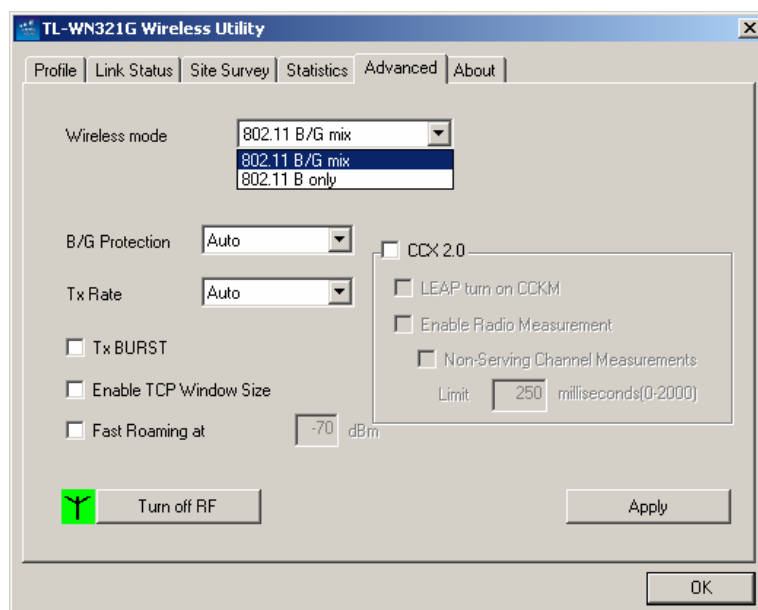 TL-WN321G Wireless Utility
Profile Link Status Site Survey Statistics Advanced About
Wireless mode 802.11 B/G mix
802.11 B/G mix
802.11 B only
B/G Protection Auto
Tx Rate Auto
Tx BURST
Enable TCP Window Size
Fast Roaming at -70 dBm
CCX 2.0
LEAP turn on CCKM
Enable Radio Measurement
Non-Serving Channel Measurements
Limit 250 milliseconds(0-2000)
Turn off RF
Apply
OK